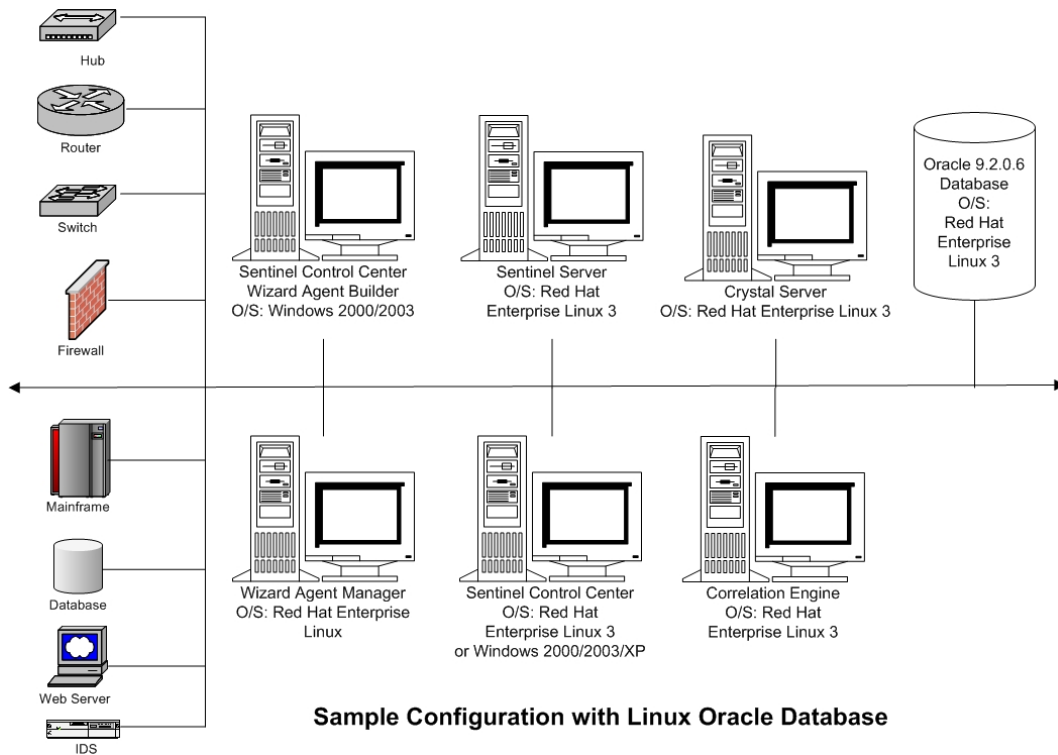 Hub
Router
Switch
Firewall
Mainframe
Database
Web Server
IDS
Sentinel Control Center
Wizard Agent Builder
O/S: Windows 2000/2003
Sentinel Server
O/S: Red Hat
Enterprise Linux 3
Crystal Server
O/S: Red Hat Enterprise Linux 3
Oracle 9.2.0.6
Database
O/S:
Red Hat
Enterprise
Linux 3
Wizard Agent Manager
O/S: Red Hat Enterprise
Linux
Sentinel Control Center
O/S: Red Hat
Enterprise Linux 3
or Windows 2000/2003/XP
Correlation Engine
O/S: Red Hat
Enterprise Linux 3
Sample Configuration with Linux Oracle Database